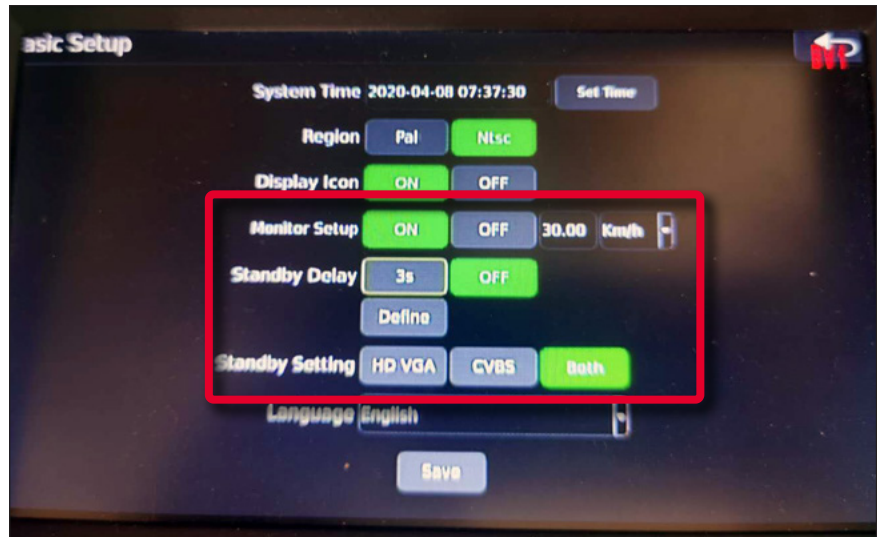 asic Setup
System Time 2020-04-08 07:37:30 Set Time
Region Pal Ntsc
Display Icon ON OFF
Monitor Setup ON OFF 30.00 Km/h
Standby Delay 3s OFF
Define
Standby Setting HD VGA CVBS Both
Language English
Save